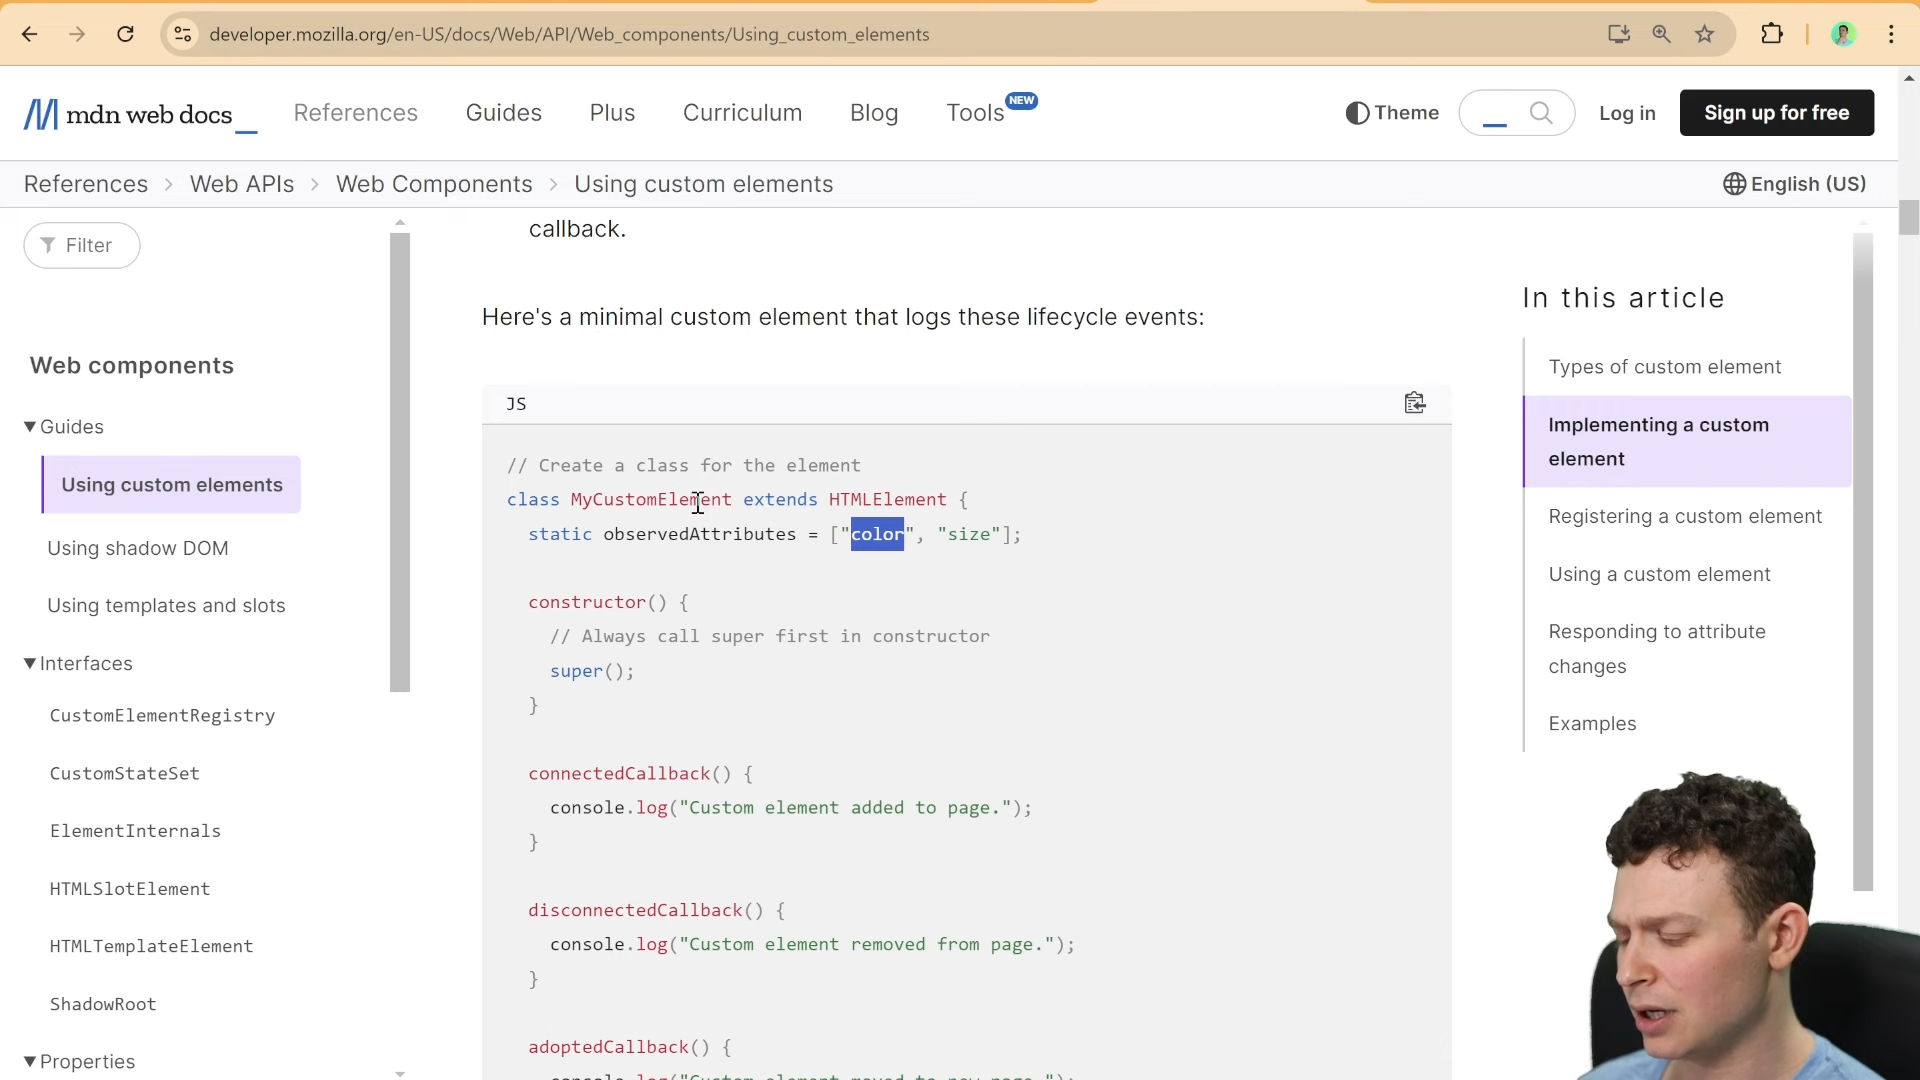 developer.mozilla.org/en-US/docs/Web/API/Web_components/Using_custom_elements
mdn web docs_
References
Guides
Plus
Curriculum
Blog
Tools
NEW
Theme
Log in
Sign up for free
References > Web APIs > Web Components > Using custom elements
English (US)
Filter
Web components
Guides
Using custom elements
Using shadow DOM
Using templates and slots
Interfaces
CustomElementRegistry
CustomStateSet
ElementInternals
HTMLSlotElement
HTMLTemplateElement
ShadowRoot
Properties
callback.
Here's a minimal custom element that logs these lifecycle events:
JS
// Create a class for the element
class MyCustomElement extends HTMLElement {
static observedAttributes = ["color", "size"];
constructor() {
// Always call super first in constructor
super();
}
connectedCallback() {
console.log("Custom element added to page.");
}
disconnectedCallback() {
console.log("Custom element removed from page.");
}
adoptedCallback() {
In this article
Types of custom element
Implementing a custom
element
Registering a custom element
Using a custom element
Responding to attribute
changes
Examples